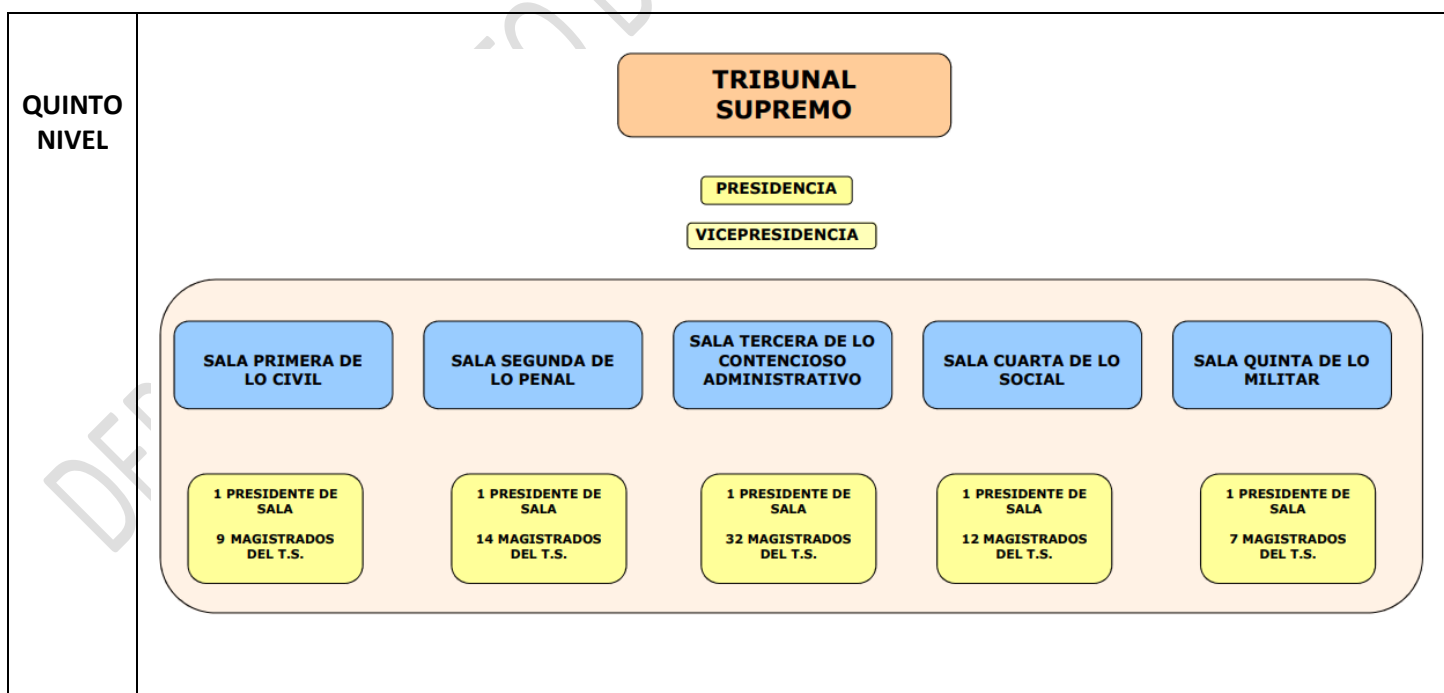 QUINTO
NIVEL
TRIBUNAL
SUPREMO
PRESIDENCIA
VICEPRESIDENCIA
SALA PRIMERA DE
LO CIVIL
SALA SEGUNDA DE
LO PENAL
SALA TERCERA DE LO
CONTENCIOSO
ADMINISTRATIVO
SALA CUARTA DE LO
SOCIAL
SALA QUINTA DE LO
MILITAR
1 PRESIDENTE DE
SALA
9 MAGISTRADOS
DEL T.S.
1 PRESIDENTE DE
SALA
14 MAGISTRADOS
DEL T.S.
1 PRESIDENTE DE
SALA
32 MAGISTRADOS
DEL T.S.
1 PRESIDENTE DE
SALA
12 MAGISTRADOS
DEL T.S.
1 PRESIDENTE DE
SALA
7 MAGISTRADOS
DEL T.S.